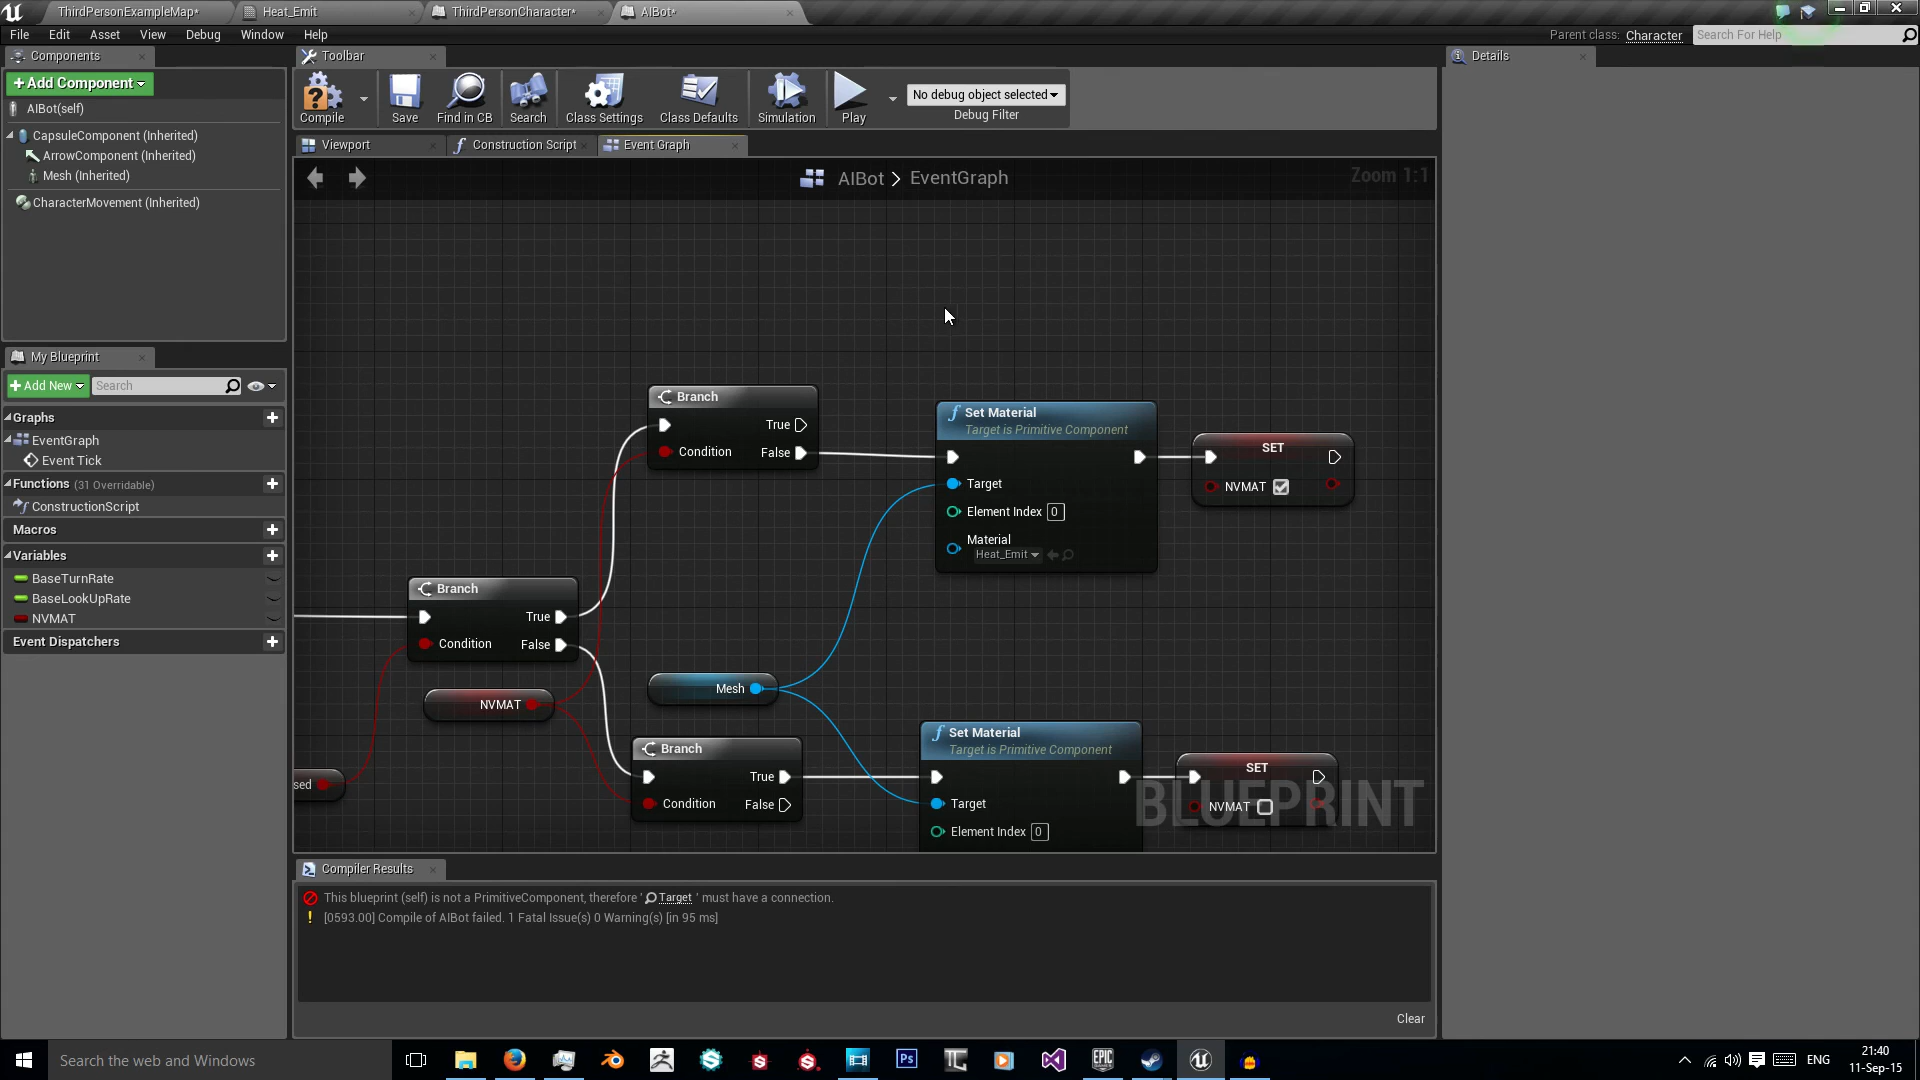 ThirdPersonExampleMap*
Heat_Emit
ThirdPersonCharacter*
AIBot*
File
Edit
Asset
View
Debug
Window
Help
Parent class: Character
Search For Help
Components
Toolbar
Details
+Add Component
AIBot(self)
CapsuleComponent (Inherited)
ArrowComponent (Inherited)
Mesh (Inherited)
CharacterMovement (Inherited)
Compile
Save
Find in CB
Search
Class Settings
Class Defaults
Simulation
Play
No debug object selected
Debug Filter
Viewport
Construction Script
Event Graph
AIBot > EventGraph
Zoom 1:1
My Blueprint
+Add New
Search
Graphs
EventGraph
Event Tick
Functions (31 Overridable)
ConstructionScript
Macros
Variables
BaseTurnRate
BaseLookUpRate
NVMAT
Event Dispatchers
Branch
True
Condition
False
Set Material
Target is Primitive Component
Target
Element Index 0
Material
Heat_Emit
SET
NVMAT
Branch
True
Condition
False
NVMAT
Mesh
sed
Branch
True
Condition
False
Set Material
Target is Primitive Component
Target
Element Index 0
SET
NVMAT
BLUEPRINT
Compiler Results
This blueprint (self) is not a PrimitiveComponent, therefore ' Target ' must have a connection.
! [0593.00] Compile of AIBot failed. 1 Fatal Issue(s) 0 Warning(s) [in 95 ms]
Clear
Search the web and Windows
Ps
EPIC
ENG
21:40
11-Sep-15